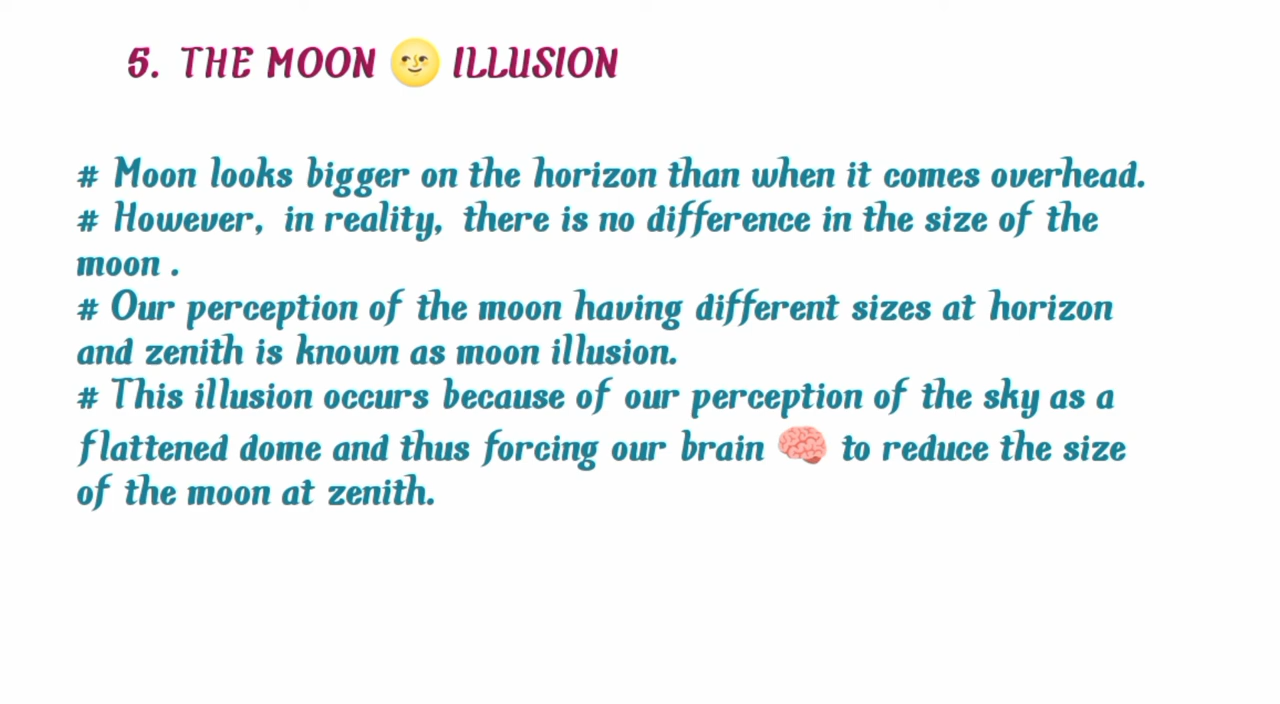 5. THE MOON 🌝 ILLUSION
# Moon looks bigger on the horizon than when it comes overhead.
# However, in reality, there is no difference in the size of the
moon .
# Our perception of the moon having different sizes at horizon
and zenith is known as moon illusion.
# This illusion occurs because of our perception of the sky as a
flattened dome and thus forcing our brain 🧠 to reduce the size
of the moon at zenith.